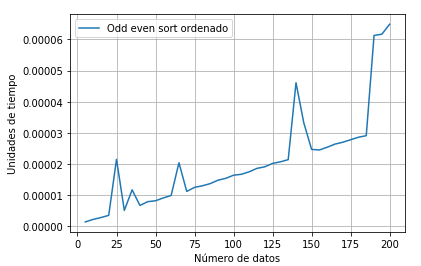 Odd even sort ordenado
Unidades de tiempo
0.00006
0.00005
0.00004
0.00003
0.00002
0.00001
0.00000
0 25 50 75 100 125 150 175 200
Número de datos